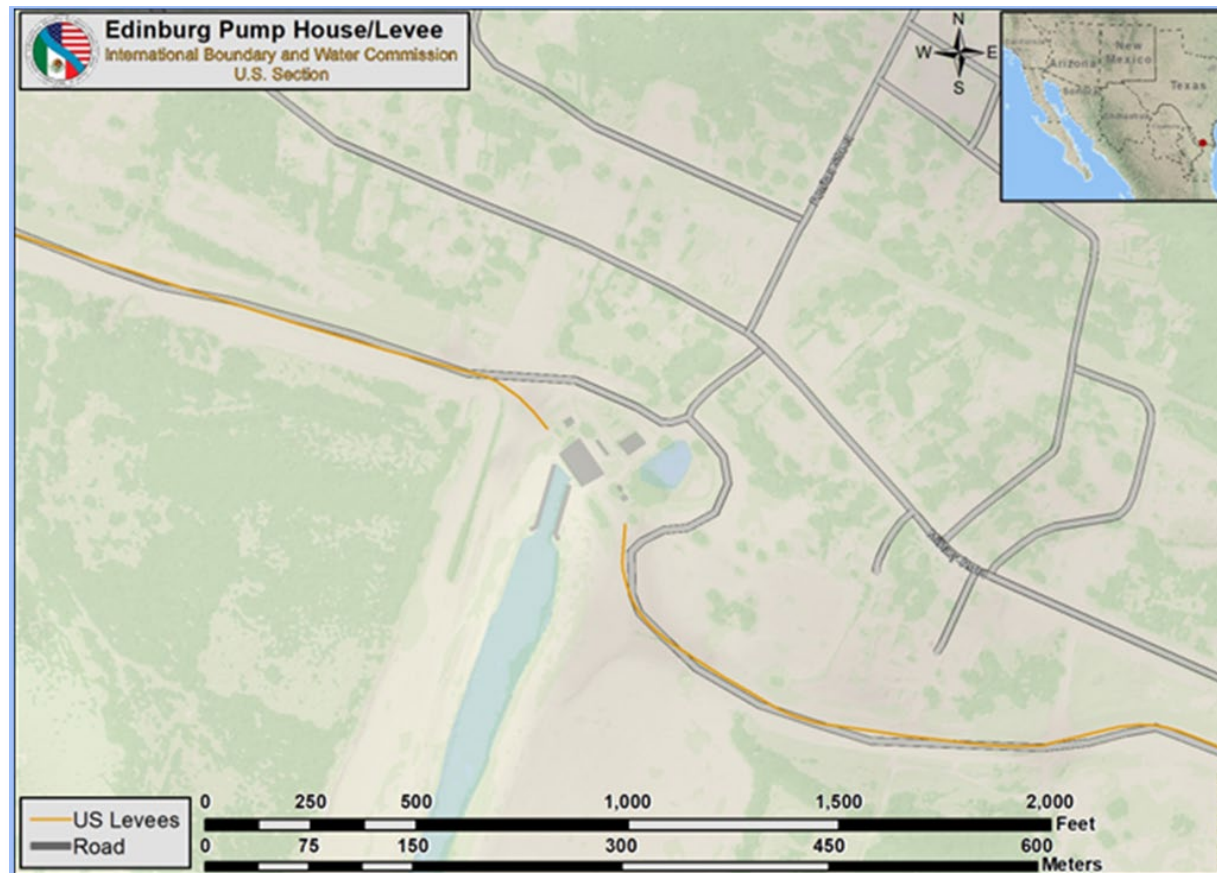 Edinburg Pump House/Levee
International Boundary and Water Commission
U.S. Section
N
W E
S
Arizona
New
Mexico
Texas
US Levees
Road
0 250 500 1,000 1,500 2,000
Feet
0 75 150 300 450 600
Meters